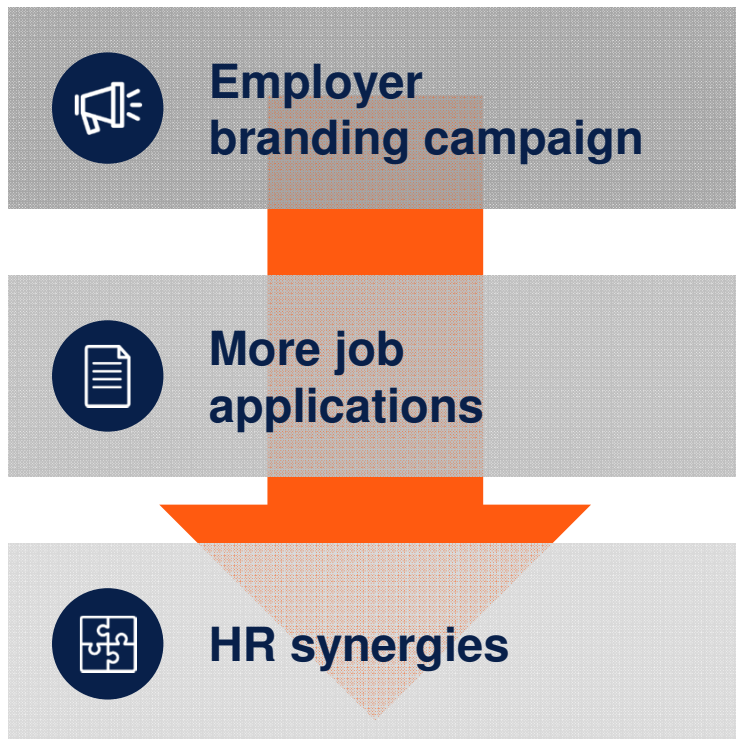 Employer
branding campaign
More job
applications
HR synergies